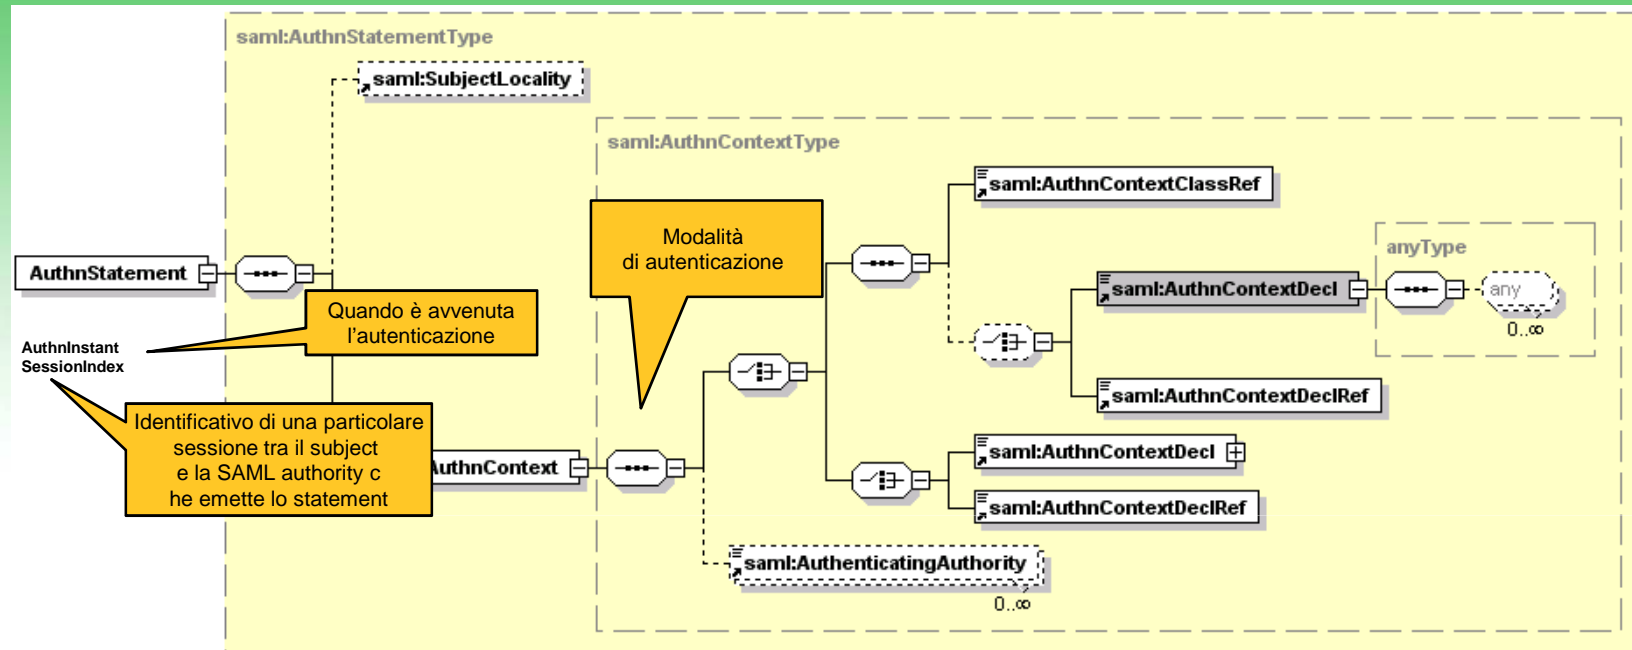 saml:AuthnStatementType
saml:SubjectLocality
saml:AuthnContextType
saml:AuthnContextClassRef
Modalità
di autenticazione
anyType
AuthnStatement
saml:AuthnContextDecl
any
0..∞
Quando è avvenuta
l'autenticazione
AuthnInstant
SessionIndex
saml:AuthnContextDeclRef
Identificativo di una particolare
sessione tra il subject
e la SAML authority c
he emette lo statement
AuthnContext
saml:AuthnContextDecl
saml:AuthnContextDeclRef
saml:AuthenticatingAuthority
0..∞